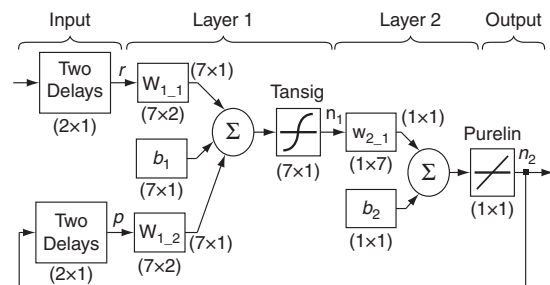 Input Layer 1 Layer 2 Output
Two Delays
(2×1)
r
W1_1
(7×2)
(7×1)
b1
(7×1)
Σ
Tansig
(7×1)
n1
w2_1
(1×7)
(1×1)
b2
(1×1)
Σ
Purelin
(1×1)
n2
Two Delays
(2×1)
p
W1_2
(7×2)
(7×1)